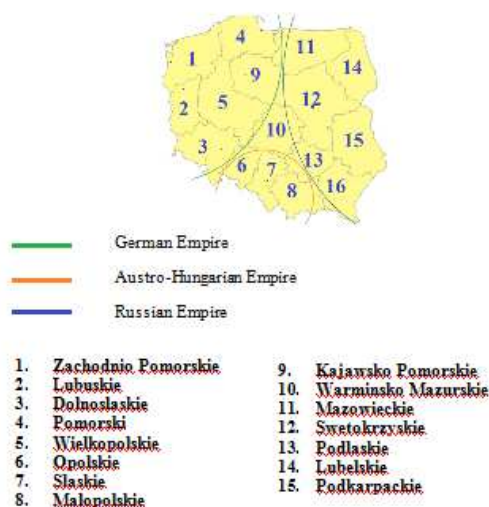 4
11
1
14
9
12
2
5
10
15
3
13
6
7
16
8
German Empire
Austro-Hungarian Empire
Russian Empire
1. Zachodnio Pomorskie
2. Lubuskie
3. Dolnoslaskie
4. Pomorski
5. Wielkopolskie
6. Opolskie
7. Slaskie
8. Malopolskie
9. Kajawsko Pomorskie
10. Warminsko Mazurskie
11. Mazowieckie
12. Swetokrzyskie
13. Podlaskie
14. Lubelskie
15. Podkarpackie